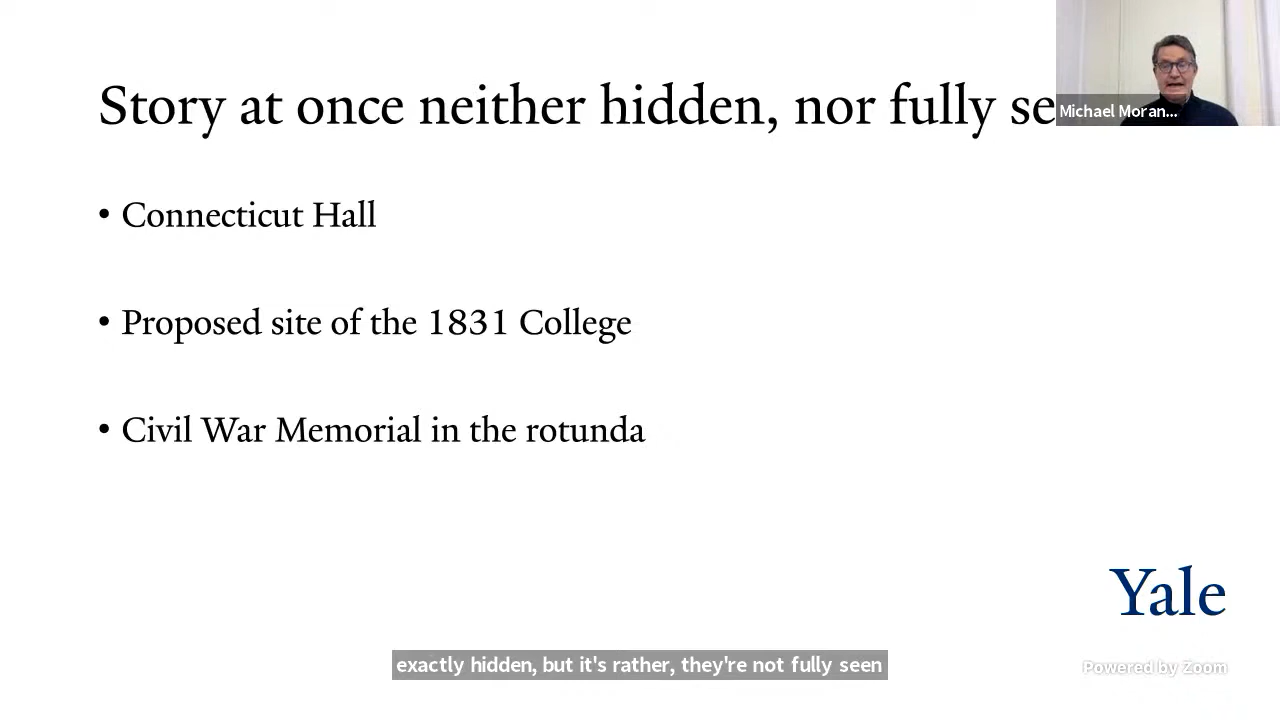 Story at once neither hidden, nor fully se
Michael Moran...
• Connecticut Hall
• Proposed site of the 1831 College
• Civil War Memorial in the rotunda
Yale
exactly hidden, but it's rather, they're not fully seen
Powered by Zoom